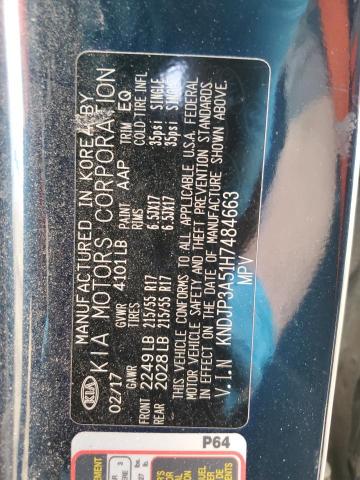 MANUFACTURED IN KOREA BY
KIA KIA MOTORS CORPORATION
02/17 GVWR 4101LB PAINT AAP TRIM EQ
GAWR TIRES RIMS COLD TIRE INFL
FRONT 2249LB 215/55 R17 6.5JX17 35psi SINGLE
REAR 2028LB 215/55 R17 6.5JX17 35psi SINGLE
THIS VEHICLE CONFORMS TO ALL APPLICABLE U.S.A. FEDERAL
MOTOR VEHICLE SAFETY AND THEFT PREVENTION STANDARDS
IN EFFECT ON THE DATE OF MANUFACTURE SHOWN ABOVE.
V.I.N KNDJP3A51H7484663
MPV
P64